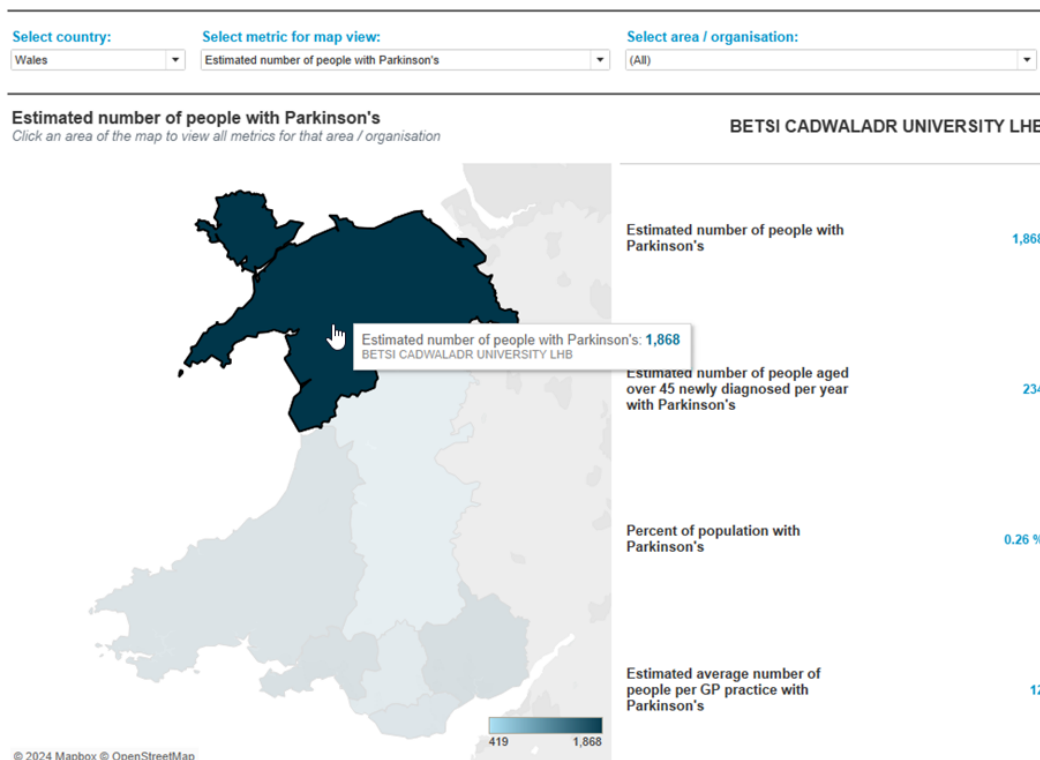 Select country:
Select metric for map view:
Select area / organisation:
Wales
Estimated number of people with Parkinson's
(All)
Estimated number of people with Parkinson's
Click an area of the map to view all metrics for that area / organisation
BETSI CADWALADR UNIVERSITY LHB
Estimated number of people with
Parkinson's
1,868
Estimated number of people with Parkinson's: 1,868
BETSI CADWALADR UNIVERSITY LHB
Estimated number of people aged
over 45 newly diagnosed per year
with Parkinson's
234
Percent of population with
Parkinson's
0.26 %
Estimated average number of
people per GP practice with
Parkinson's
12
419
1,868
© 2024 Mapbox © OpenStreetMap